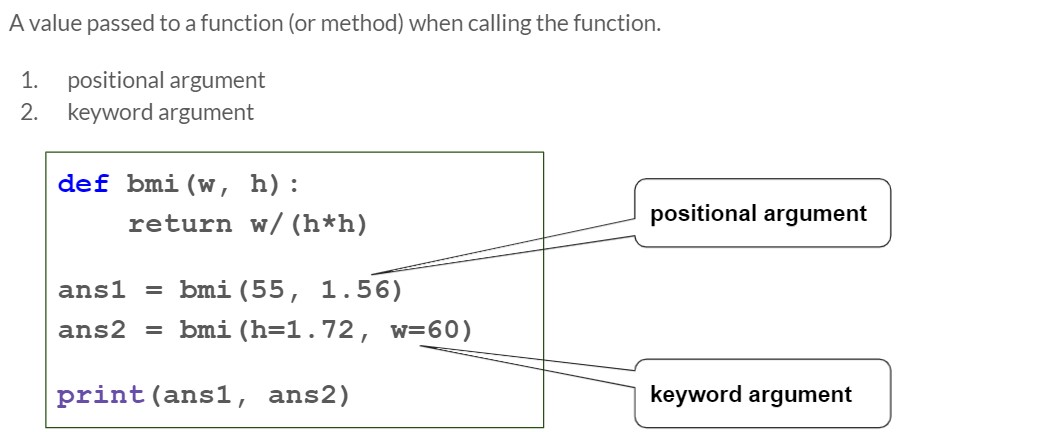 A value passed to a function (or method) when calling the function.
1. positional argument
2. keyword argument
def bmi(w, h):
    return w/(h*h)
ans1 = bmi(55, 1.56)
ans2 = bmi(h=1.72, w=60)
print(ans1, ans2)
positional argument
keyword argument